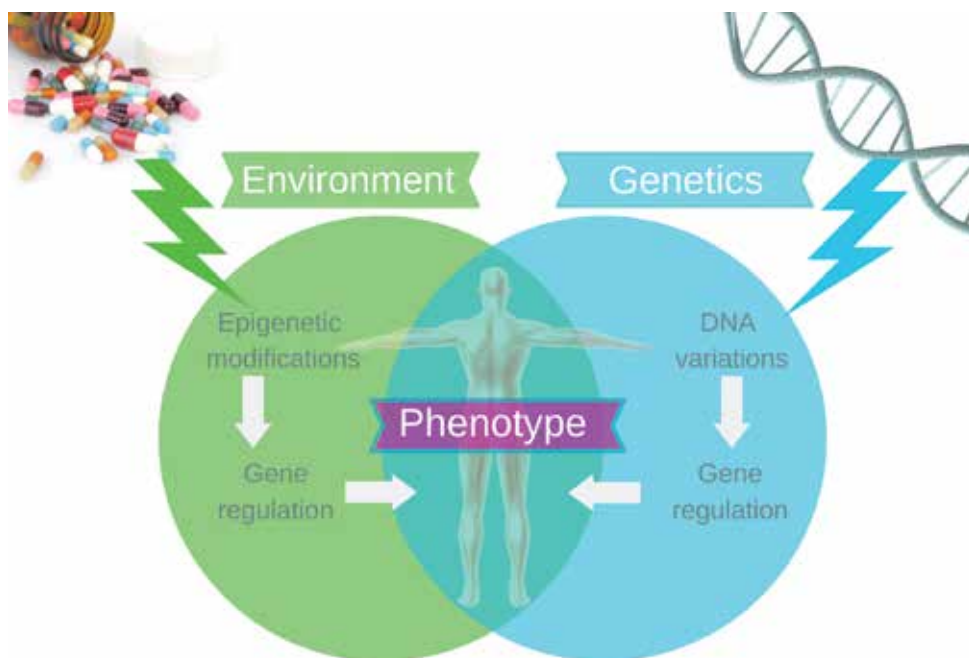 Environment
Genetics
Epigenetic
modifications
DNA
variations
Phenotype
Gene
regulation
Gene
regulation